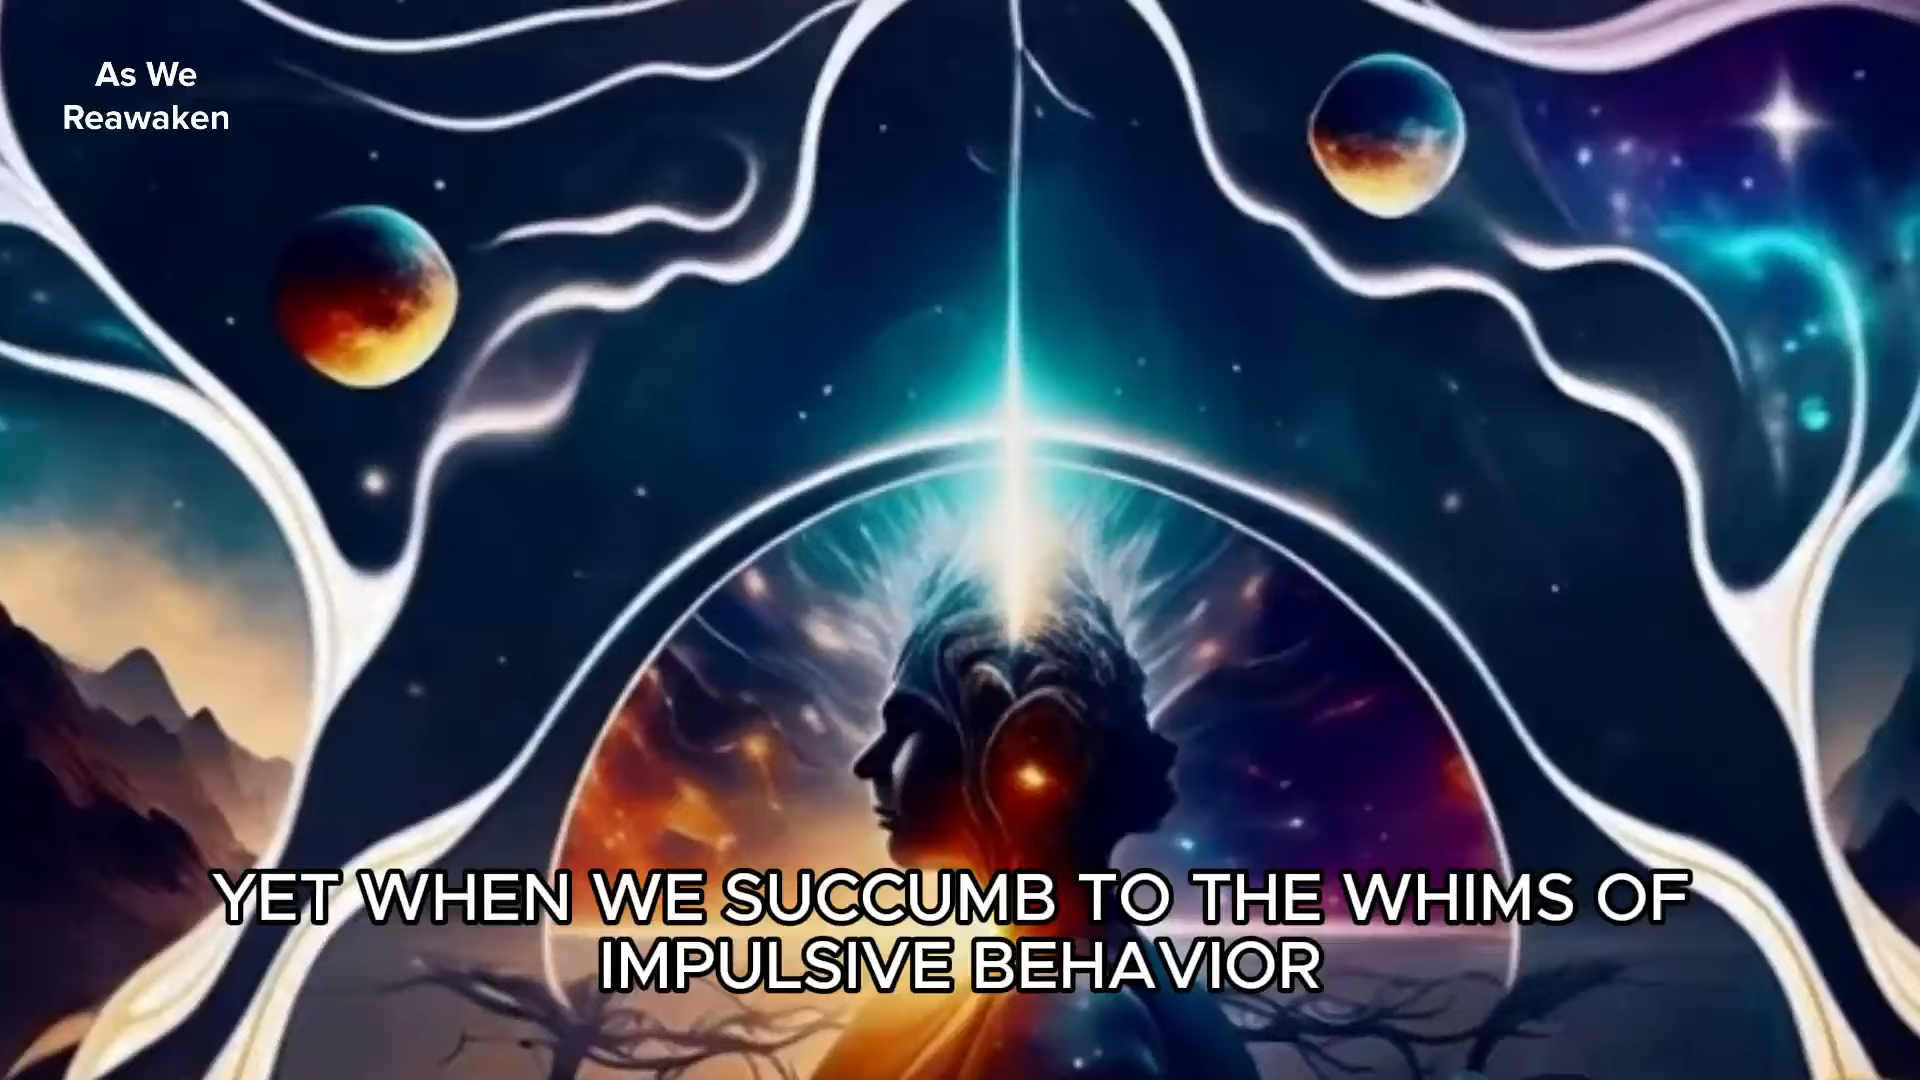 As We
Reawaken
YET WHEN WE SUCCUMB TO THE WHIMS OF
IMPULSIVE BEHAVIOR